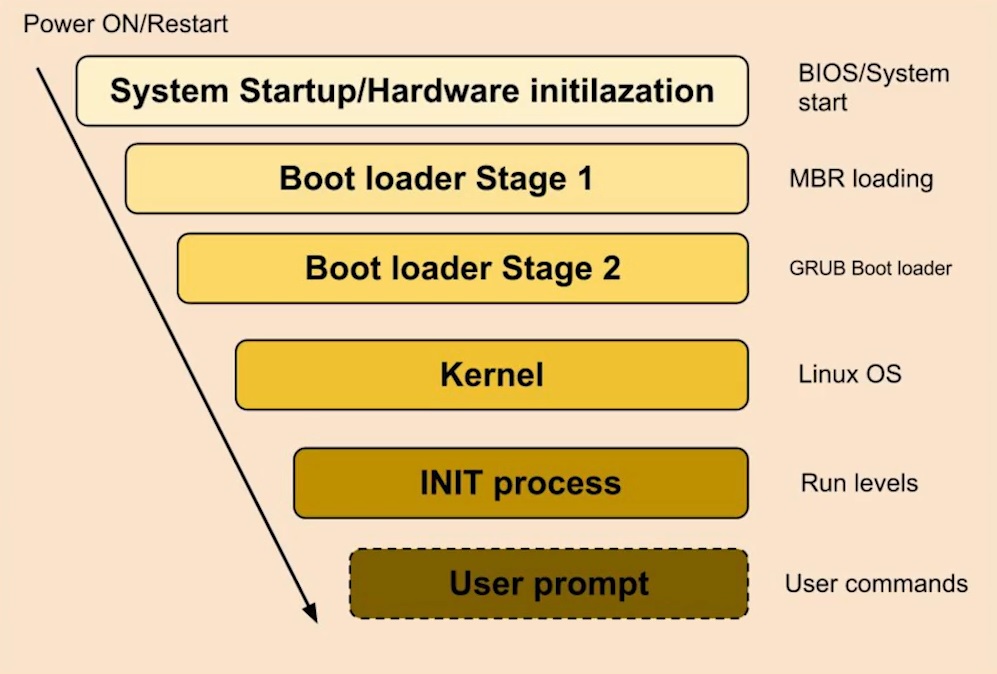 Power ON/Restart
System Startup/Hardware initilazation
BIOS/System
start
Boot loader Stage 1
MBR loading
Boot loader Stage 2
GRUB Boot loader
Kernel
Linux OS
INIT process
Run levels
User prompt
User commands